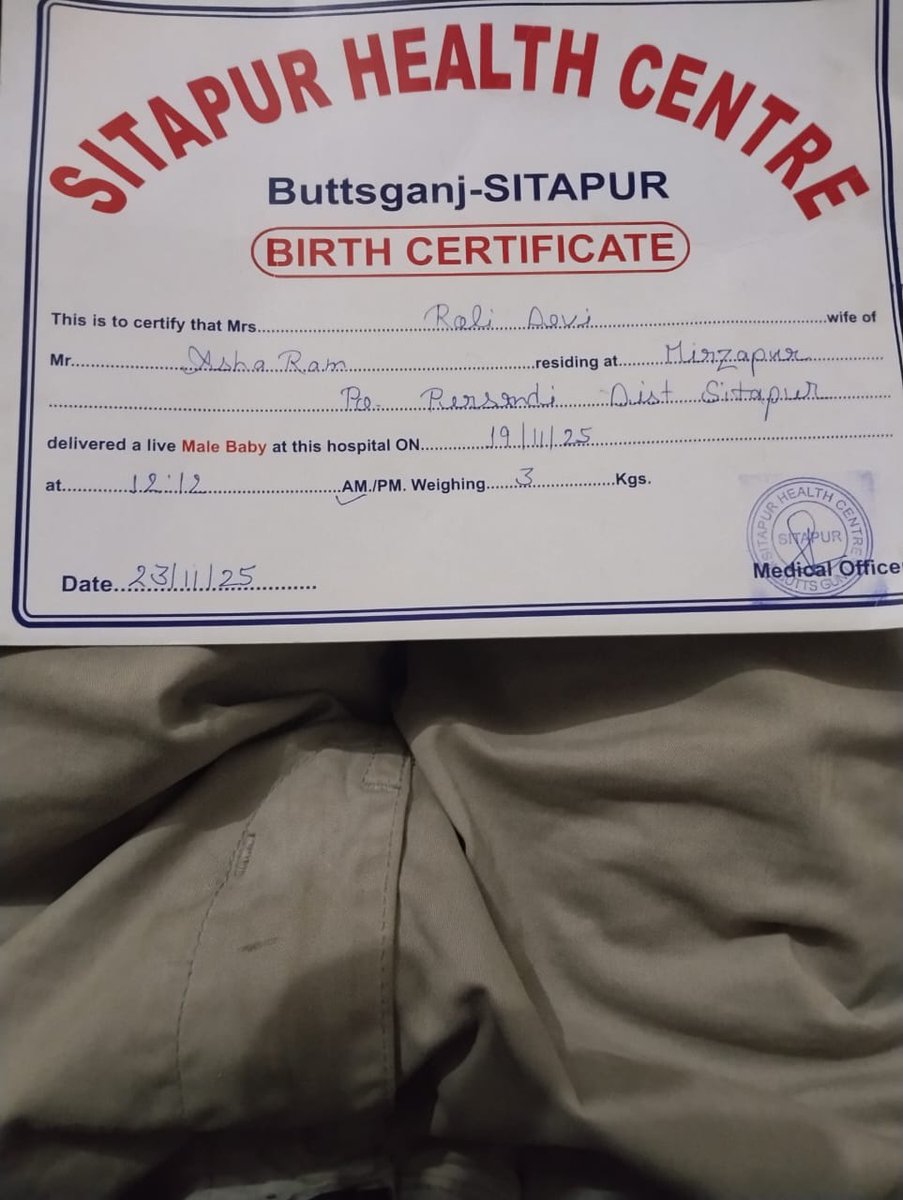 SITAPUR HEALTH CENTRE
Buttsganj-SITAPUR
BIRTH CERTIFICATE
This is to certify that Mrs. Roli Devi wife of
Mr. Asha Ram residing at Mirzapur
Po. Persendi Dist Sitapur
delivered a live Male Baby at this hospital ON 19/11/25
at 12:12 AM./PM. Weighing 3 Kgs.
SITAPUR HEALTH CENTRE
SITAPUR
Medical Office
Date 23/11/25